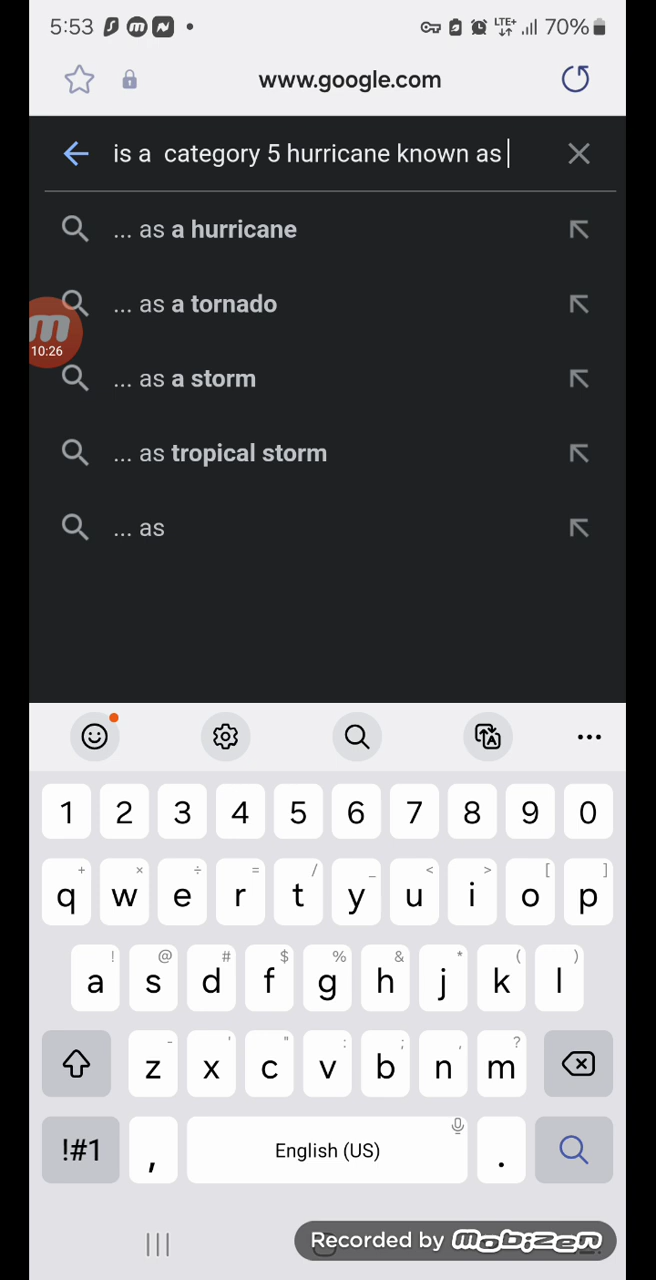 5:53 LTE+ 70%
www.google.com
is a  category 5 hurricane known as
... as a hurricane
... as a tornado
m
10:26
... as a storm
... as tropical storm
... as
1 2 3 4 5 6 7 8 9 0
+ × ÷ = / _ < > [ ]
q w e r t y u i o p
! @ # $ % & * ( )
a s d f g h j k l
- ' " : ; , ?
z x c v b n m
!#1 , English (US) .
Recorded by mobizen